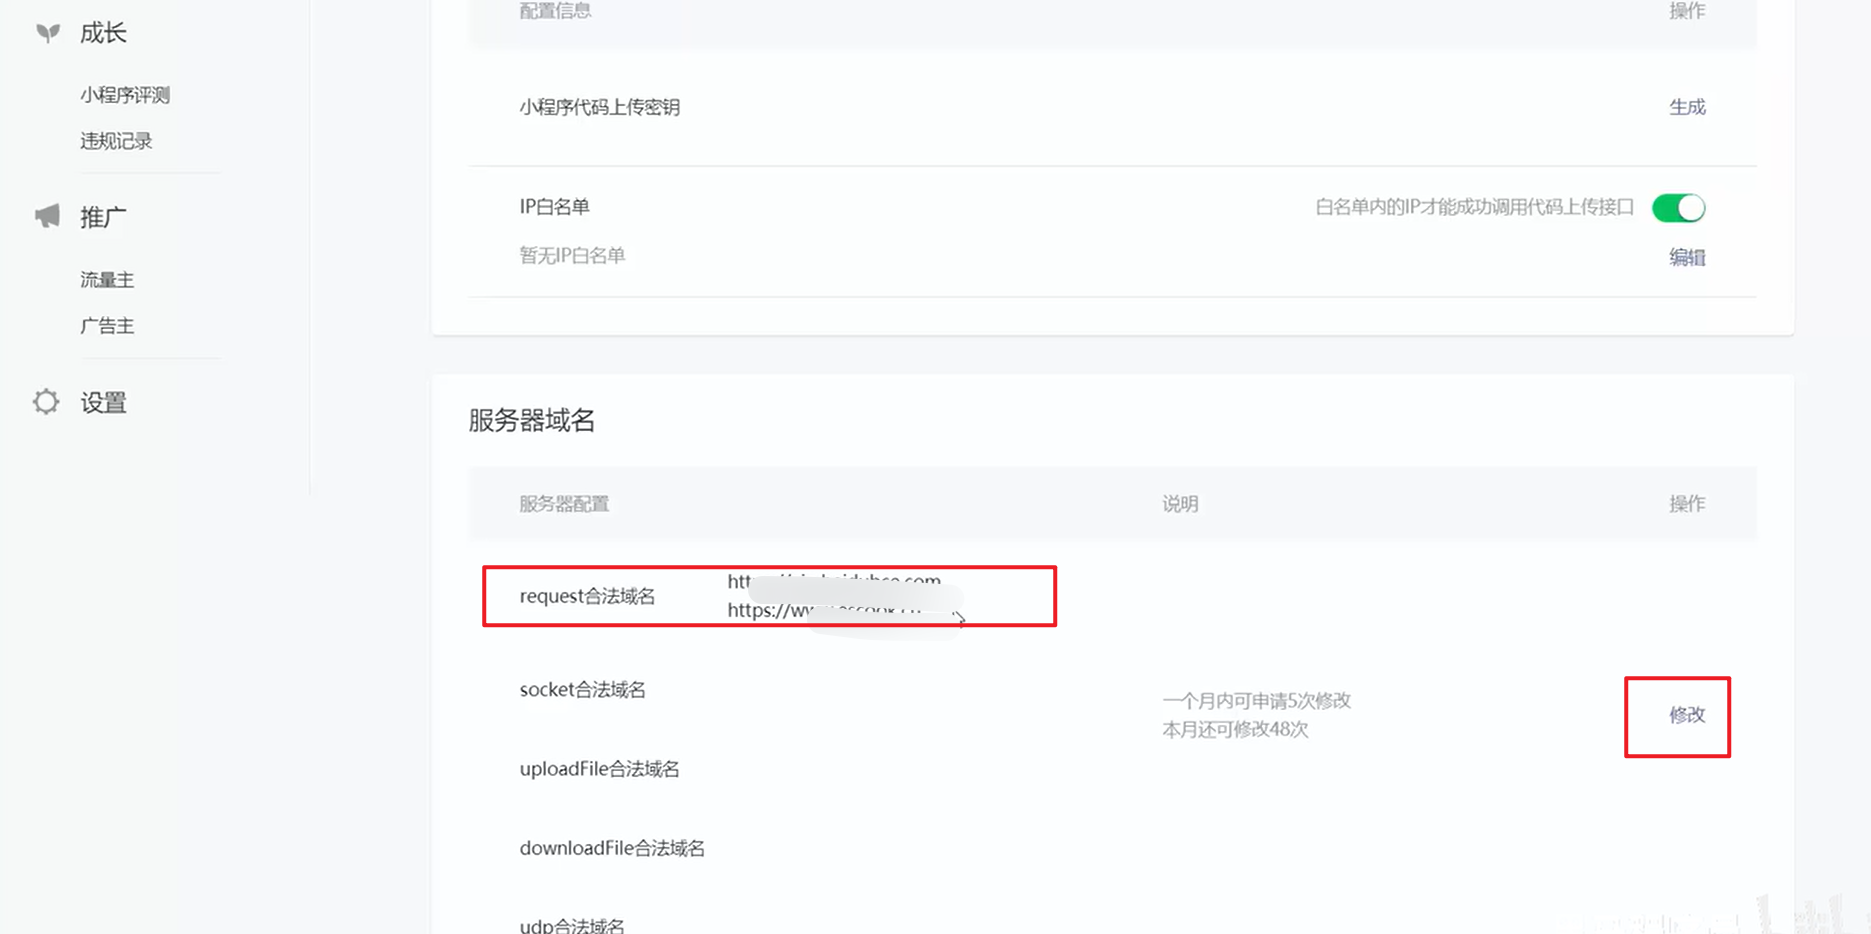 成长
小程序评测
违规记录
推广
流量主
广告主
设置
配置信息 操作
小程序代码上传密钥 生成
IP白名单 白名单内的IP才能成功调用代码上传接口
暂无IP白名单 编辑
服务器域名
服务器配置 说明 操作
request合法域名
https://
socket合法域名
一个月内可申请5次修改
本月还可修改48次
修改
uploadFile合法域名
downloadFile合法域名
udp合法域名